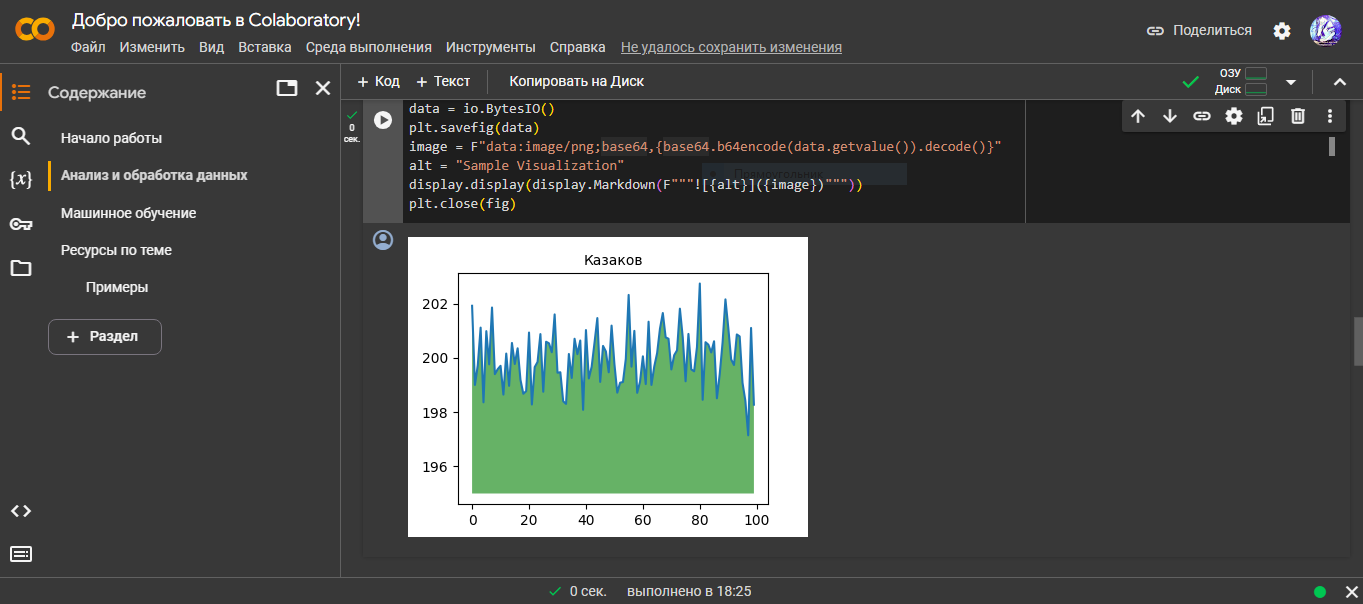 Добро пожаловать в Colaboratory!
Файл Изменить Вид Вставка Среда выполнения Инструменты Справка Не удалось сохранить изменения
Поделиться
Содержание
+ Код + Текст Копировать на Диск
ОЗУ
Диск
Начало работы
Анализ и обработка данных
Машинное обучение
Ресурсы по теме
Примеры
+ Раздел
{x}
0
сек.
data = io.BytesIO()
plt.savefig(data)
image = F"data:image/png;base64,{base64.b64encode(data.getvalue()).decode()}"
alt = "Sample Visualization"
Прямоугольник
display.display(display.Markdown(F"""![{alt}]({image})"""))
plt.close(fig)
Казаков
202
200
198
196
0 20 40 60 80 100
0 сек. выполнено в 18:25